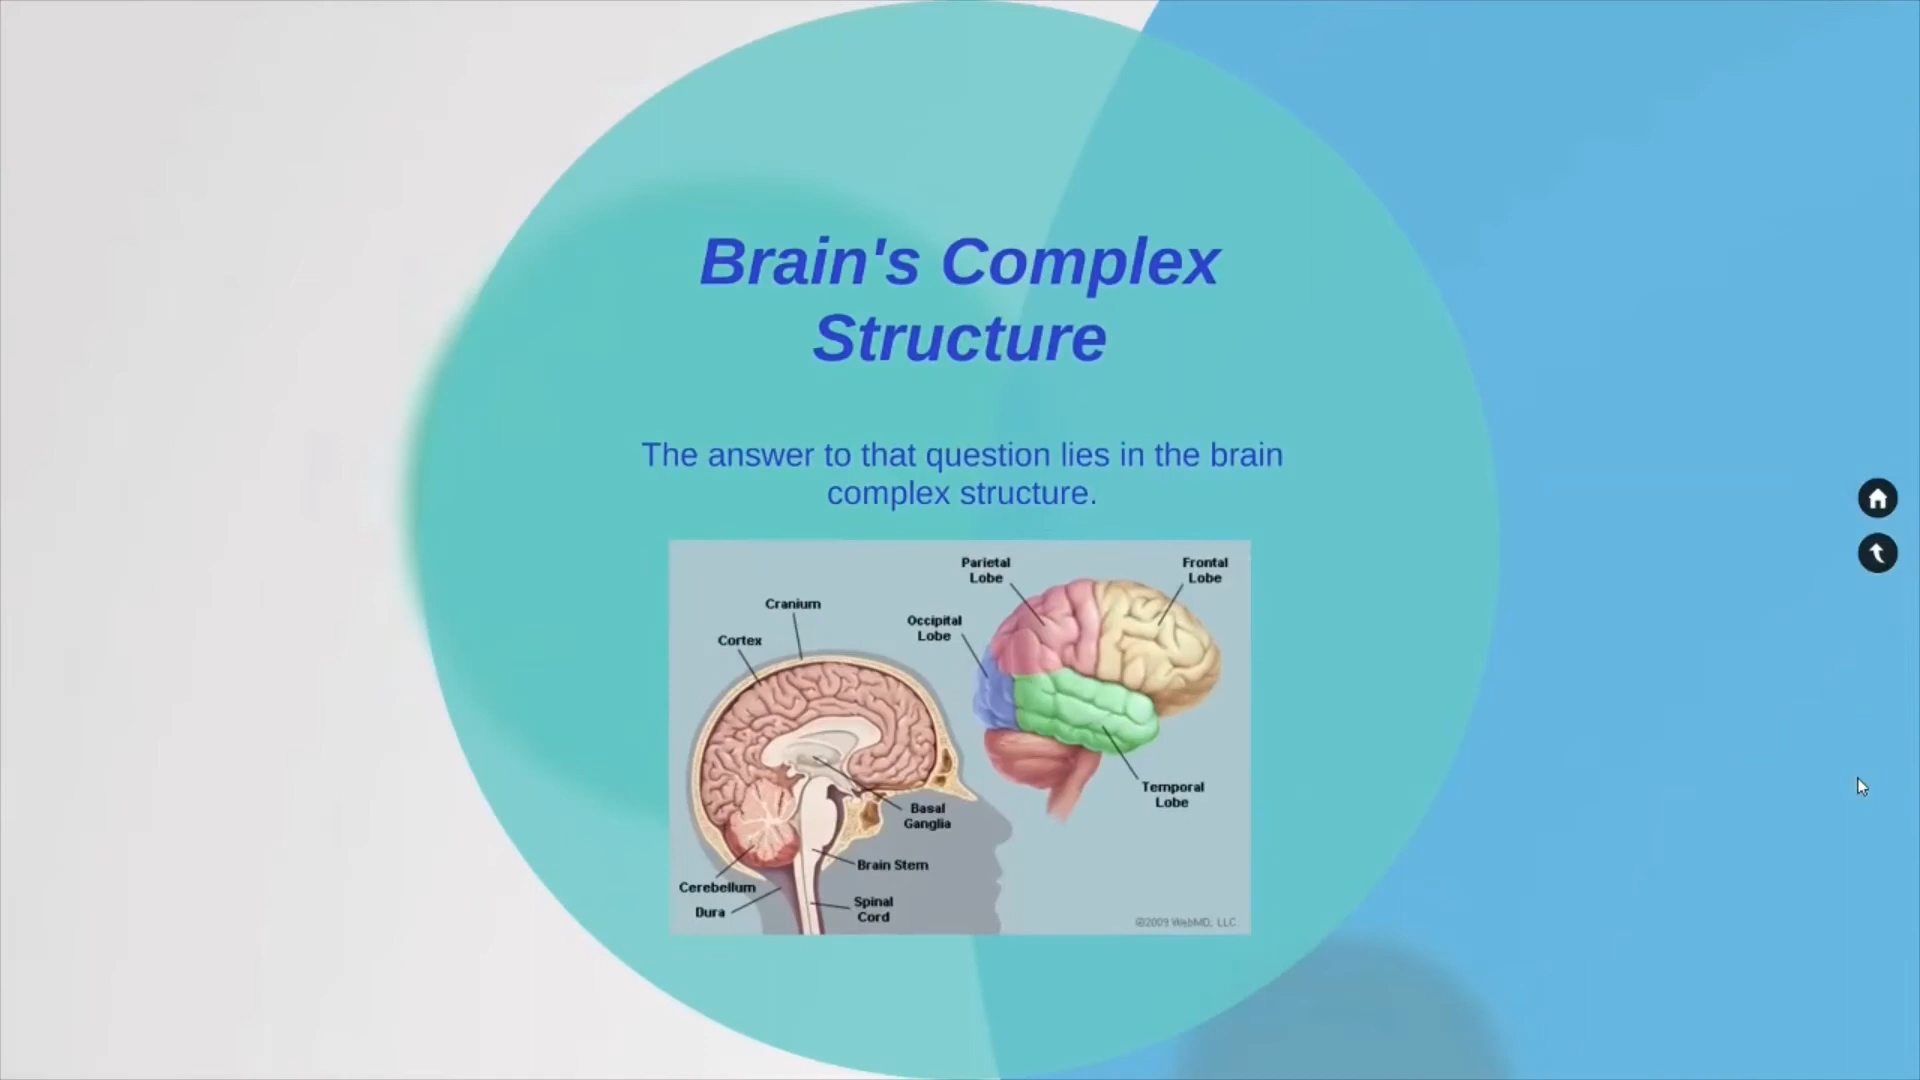 Brain's Complex
Structure
The answer to that question lies in the brain
complex structure.
Parietal
Lobe
Frontal
Lobe
Cranium
Occipital
Lobe
Cortex
Temporal
Lobe
Basal
Ganglia
Brain Stem
Cerebellum
Spinal
Cord
Dura
©2009 WebMD, LLC.